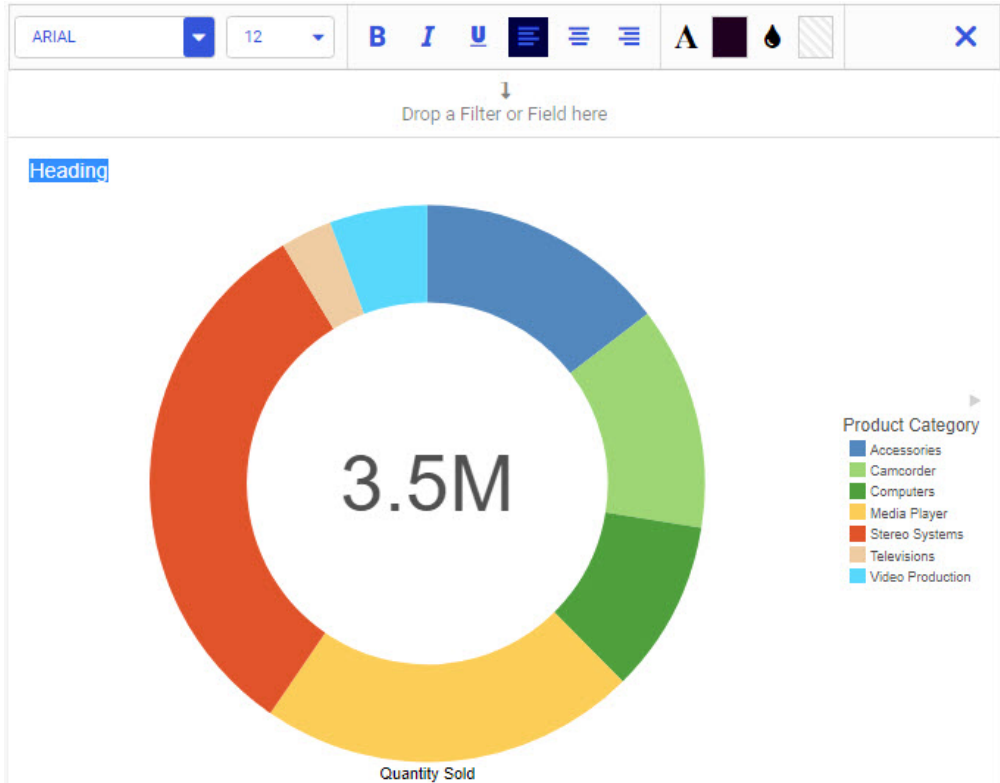 ARIAL 12 B I U A
Drop a Filter or Field here
Heading
3.5M
Product Category
Accessories
Camcorder
Computers
Media Player
Stereo Systems
Televisions
Video Production
Quantity Sold